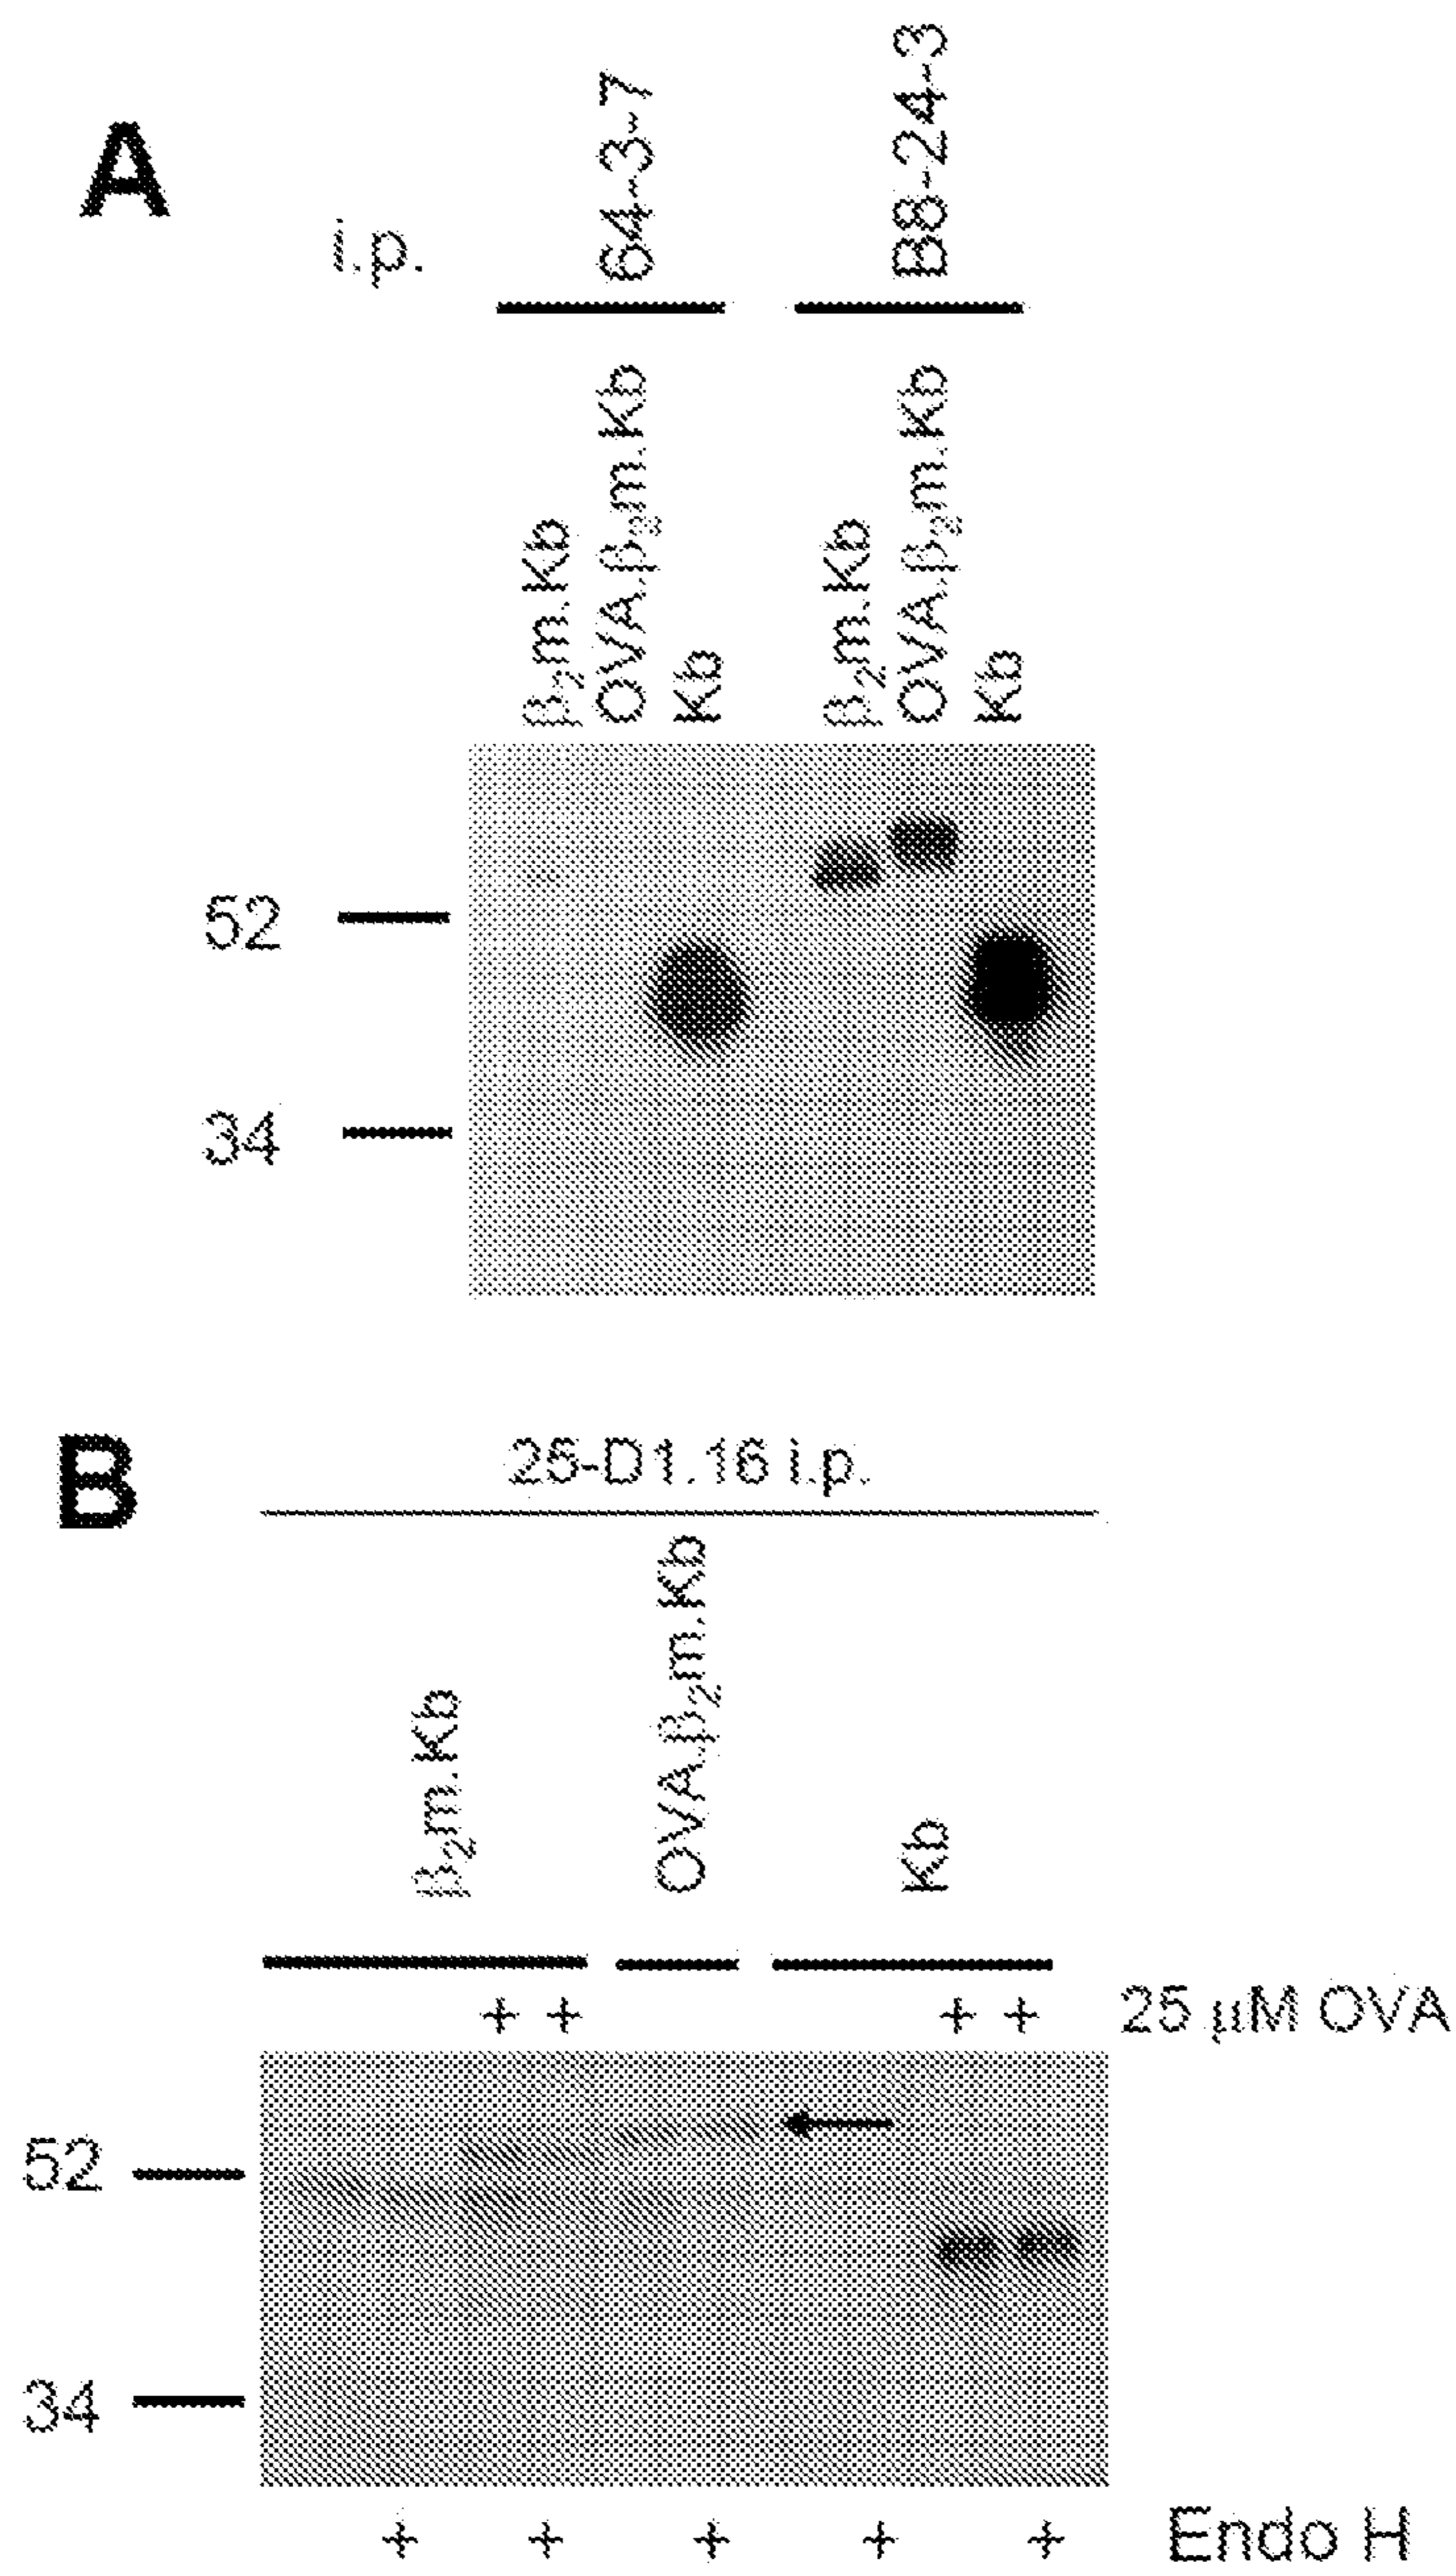 A
i.p.
64-3-7
B8-24-3
β₂m.Kb
OVA.β₂m.Kb
Kb
β₂m.Kb
OVA.β₂m.Kb
Kb
52
34
B
25-D1.16 i.p.
β₂m.Kb
OVA.β₂m.Kb
Kb
+ + + + 25 μM OVA
52
34
+ + + + + Endo H